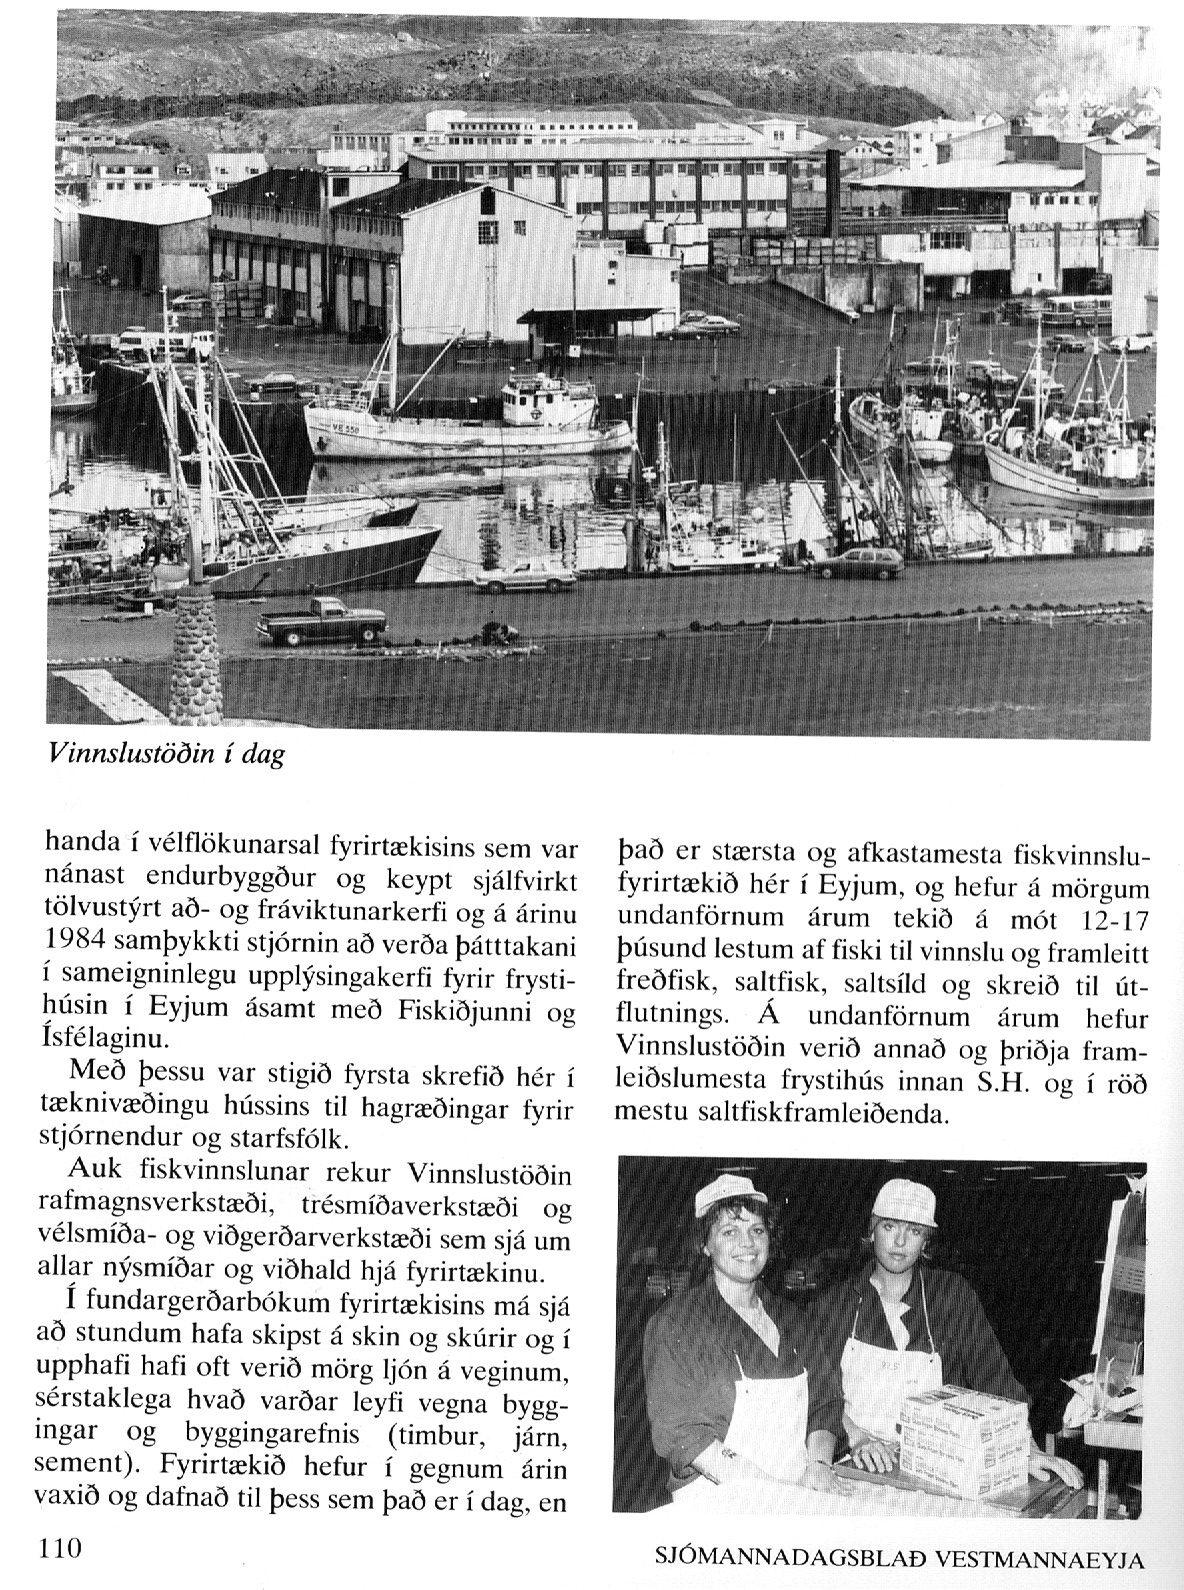 VE 550
Vinnslustöðin í dag
handa í vélflökunarsal fyrirtækisins sem var
nánast endurbyggður og keypt sjálfvirkt
tölvustýrt að- og fráviktunarkerfi og á árinu
1984 samþykkti stjórnin að verða þátttakani
í sameigninlegu upplýsingakerfi fyrir frysti-
húsin í Eyjum ásamt með Fiskiðjunni og
Ísfélaginu.
Með þessu var stigið fyrsta skrefið hér í
tæknivæðingu hússins til hagræðingar fyrir
stjórnendur og starfsfólk.
Auk fiskvinnslunar rekur Vinnslustöðin
rafmagnsverkstæði, trésmíðaverkstæði og
vélsmíða- og viðgerðarverkstæði sem sjá um
allar nýsmíðar og viðhald hjá fyrirtækinu.
Í fundargerðarbókum fyrirtækisins má sjá
að stundum hafa skipst á skin og skúrir og í
upphafi hafi oft verið mörg ljón á veginum,
sérstaklega hvað varðar leyfi vegna bygg-
ingar og byggingarefnis (timbur, járn,
sement). Fyrirtækið hefur í gegnum árin
vaxið og dafnað til þess sem það er í dag, en
það er stærsta og afkastamesta fiskvinnslu-
fyrirtækið hér í Eyjum, og hefur á mörgum
undanförnum árum tekið á mót 12-17
þúsund lestum af fiski til vinnslu og framleitt
freðfisk, saltfisk, saltsíld og skreið til út-
flutnings. Á undanförnum árum hefur
Vinnslustöðin verið annað og þriðja fram-
leiðslumesta frystihús innan S.H. og í röð
mestu saltfiskframleiðenda.
110
SJÓMANNADAGSBLAÐ VESTMANNAEYJA